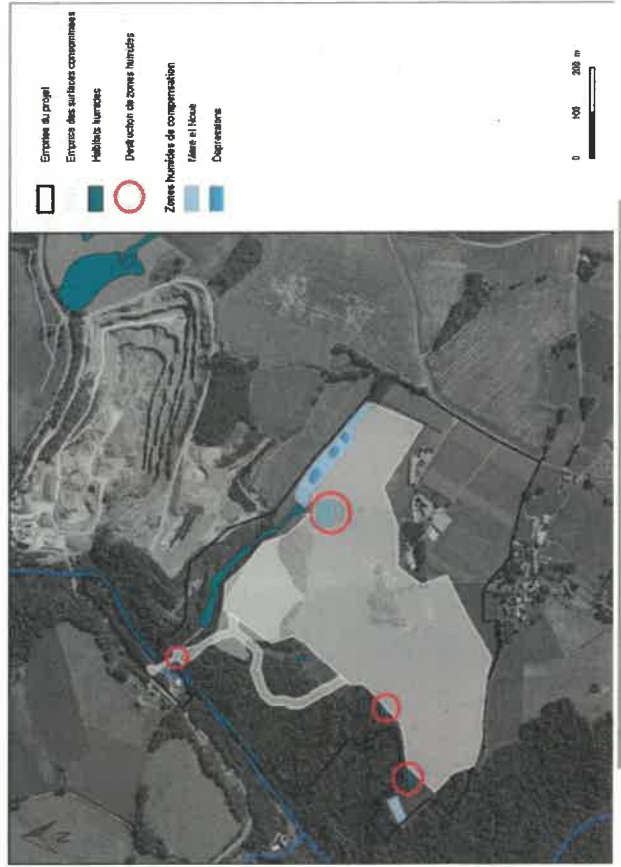 Emprise du projet
Emprise des surfaces consommées
Habitats humides
Destruction de zones humides
Zones humides de compensation
Mare et Noue
Dépressions
0 100 200 m
N